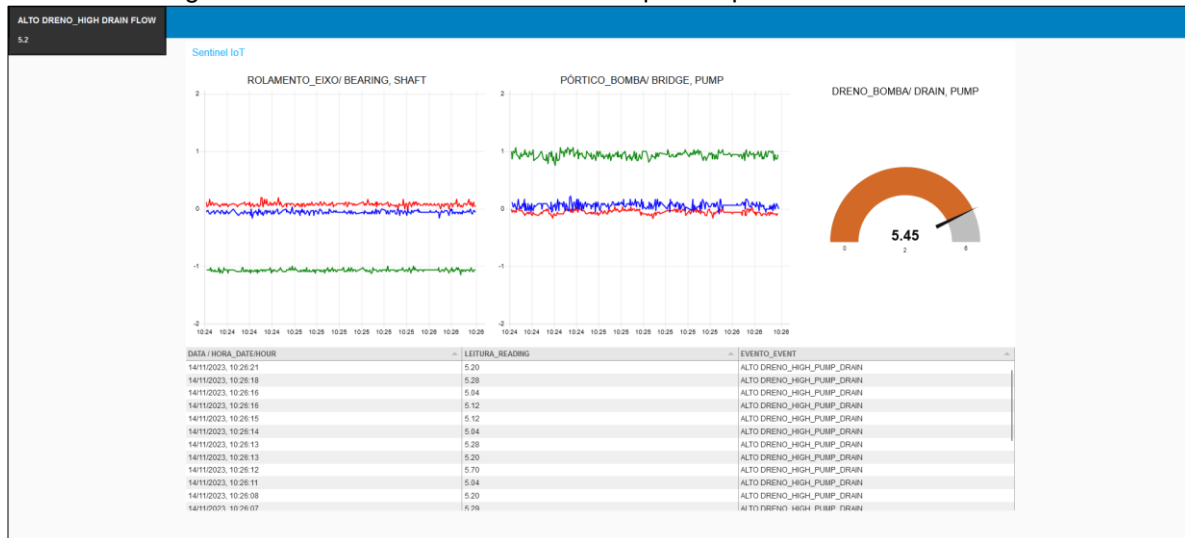 ALTO DRENO_HIGH DRAIN FLOW
5.2
Sentinel IoT
ROLAMENTO_EIXO/ BEARING, SHAFT
2
1
0
-1
-2
10:24 10:24 10:24 10:24 10:25 10:25 10:25 10:25 10:25 10:25 10:26 10:26 10:26
PÓRTICO_BOMBA/ BRIDGE, PUMP
2
1
0
-1
-2
10:24 10:24 10:24 10:24 10:25 10:25 10:25 10:25 10:25 10:25 10:26 10:26
DRENO_BOMBA/ DRAIN, PUMP
5.45
0 2 6
DATA / HORA_DATE/HOUR LEITURA_READING EVENTO_EVENT
14/11/2023, 10:26:21 5.20 ALTO DRENO_HIGH_PUMP_DRAIN
14/11/2023, 10:26:18 5.28 ALTO DRENO_HIGH_PUMP_DRAIN
14/11/2023, 10:26:16 5.04 ALTO DRENO_HIGH_PUMP_DRAIN
14/11/2023, 10:26:16 5.12 ALTO DRENO_HIGH_PUMP_DRAIN
14/11/2023, 10:26:15 5.12 ALTO DRENO_HIGH_PUMP_DRAIN
14/11/2023, 10:26:14 5.04 ALTO DRENO_HIGH_PUMP_DRAIN
14/11/2023, 10:26:13 5.28 ALTO DRENO_HIGH_PUMP_DRAIN
14/11/2023, 10:26:13 5.20 ALTO DRENO_HIGH_PUMP_DRAIN
14/11/2023, 10:26:12 5.70 ALTO DRENO_HIGH_PUMP_DRAIN
14/11/2023, 10:26:11 5.04 ALTO DRENO_HIGH_PUMP_DRAIN
14/11/2023, 10:26:08 5.20 ALTO DRENO_HIGH_PUMP_DRAIN
14/11/2023, 10:26:07 5.29 ALTO DRENO_HIGH_PUMP_DRAIN